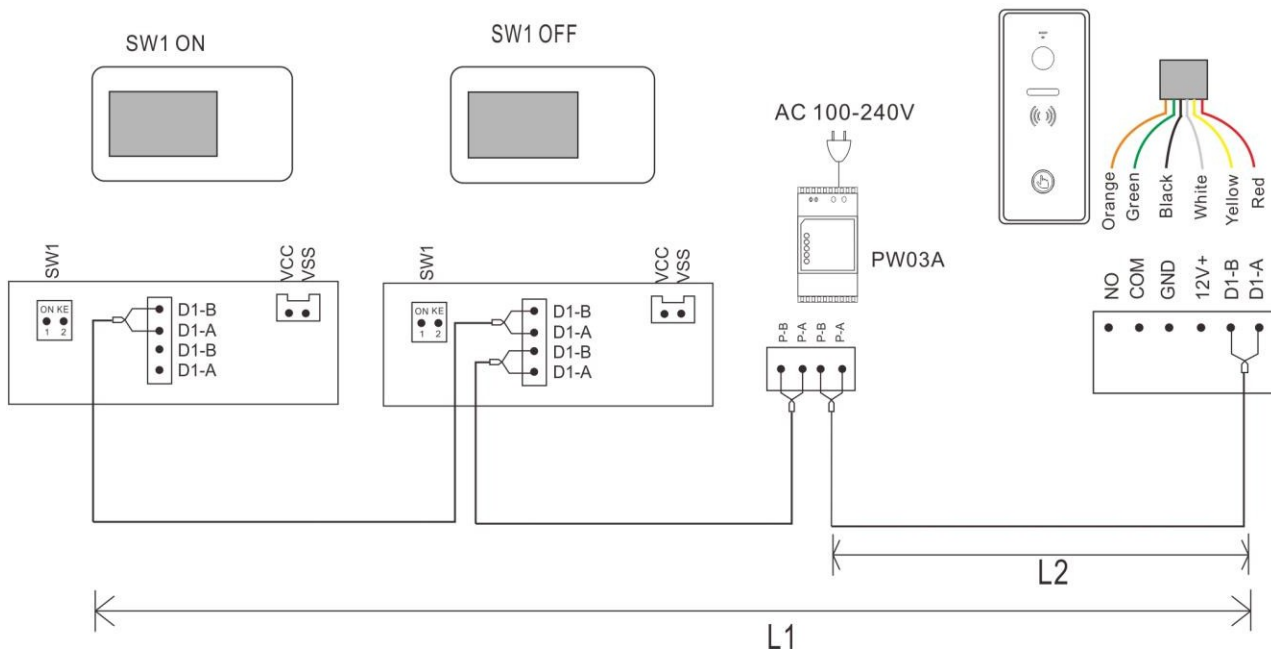 SW1 ON
SW1 OFF
AC 100-240V
PW03A
Orange
Green
Black
White
Yellow
Red
SW1
VCC
VSS
ON KE
1 2
D1-B
D1-A
D1-B
D1-A
SW1
VCC
VSS
ON KE
1 2
D1-B
D1-A
D1-B
D1-A
P-B
P-A
P-B
P-A
NO
COM
GND
12V+
D1-B
D1-A
L2
L1